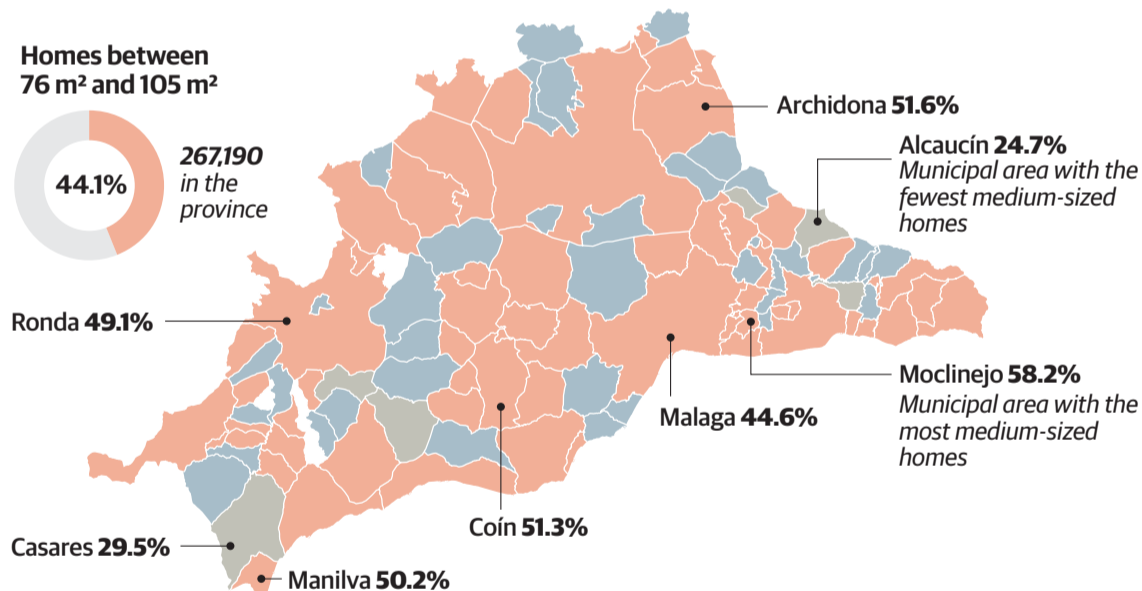 Homes between
76 m² and 105 m²
44.1%
267,190
in the
province
Archidona 51.6%
Alcaucín 24.7%
Municipal area with the
fewest medium-sized
homes
Ronda 49.1%
Moclinejo 58.2%
Municipal area with the
most medium-sized
homes
Malaga 44.6%
Coín 51.3%
Casares 29.5%
Manilva 50.2%